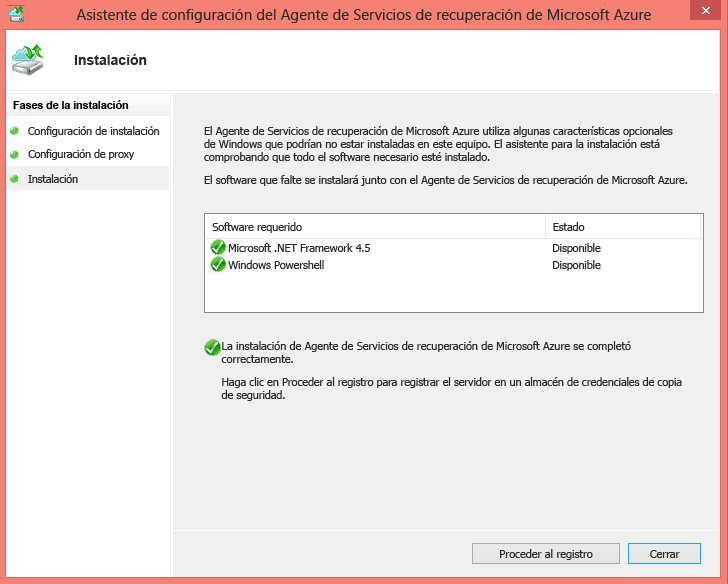 Asistente de configuración del Agente de Servicios de recuperación de Microsoft Azure
Instalación
Fases de la instalación
Configuración de instalación
Configuración de proxy
Instalación
El Agente de Servicios de recuperación de Microsoft Azure utiliza algunas características opcionales
de Windows que podrían no estar instaladas en este equipo. El asistente para la instalación está
comprobando que todo el software necesario esté instalado.
El software que falte se instalará junto con el Agente de Servicios de recuperación de Microsoft Azure.
Software requerido Estado
Microsoft .NET Framework 4.5 Disponible
Windows Powershell Disponible
La instalación de Agente de Servicios de recuperación de Microsoft Azure se completó
correctamente.
Haga clic en Proceder al registro para registrar el servidor en un almacén de credenciales de copia
de seguridad.
Proceder al registro Cerrar